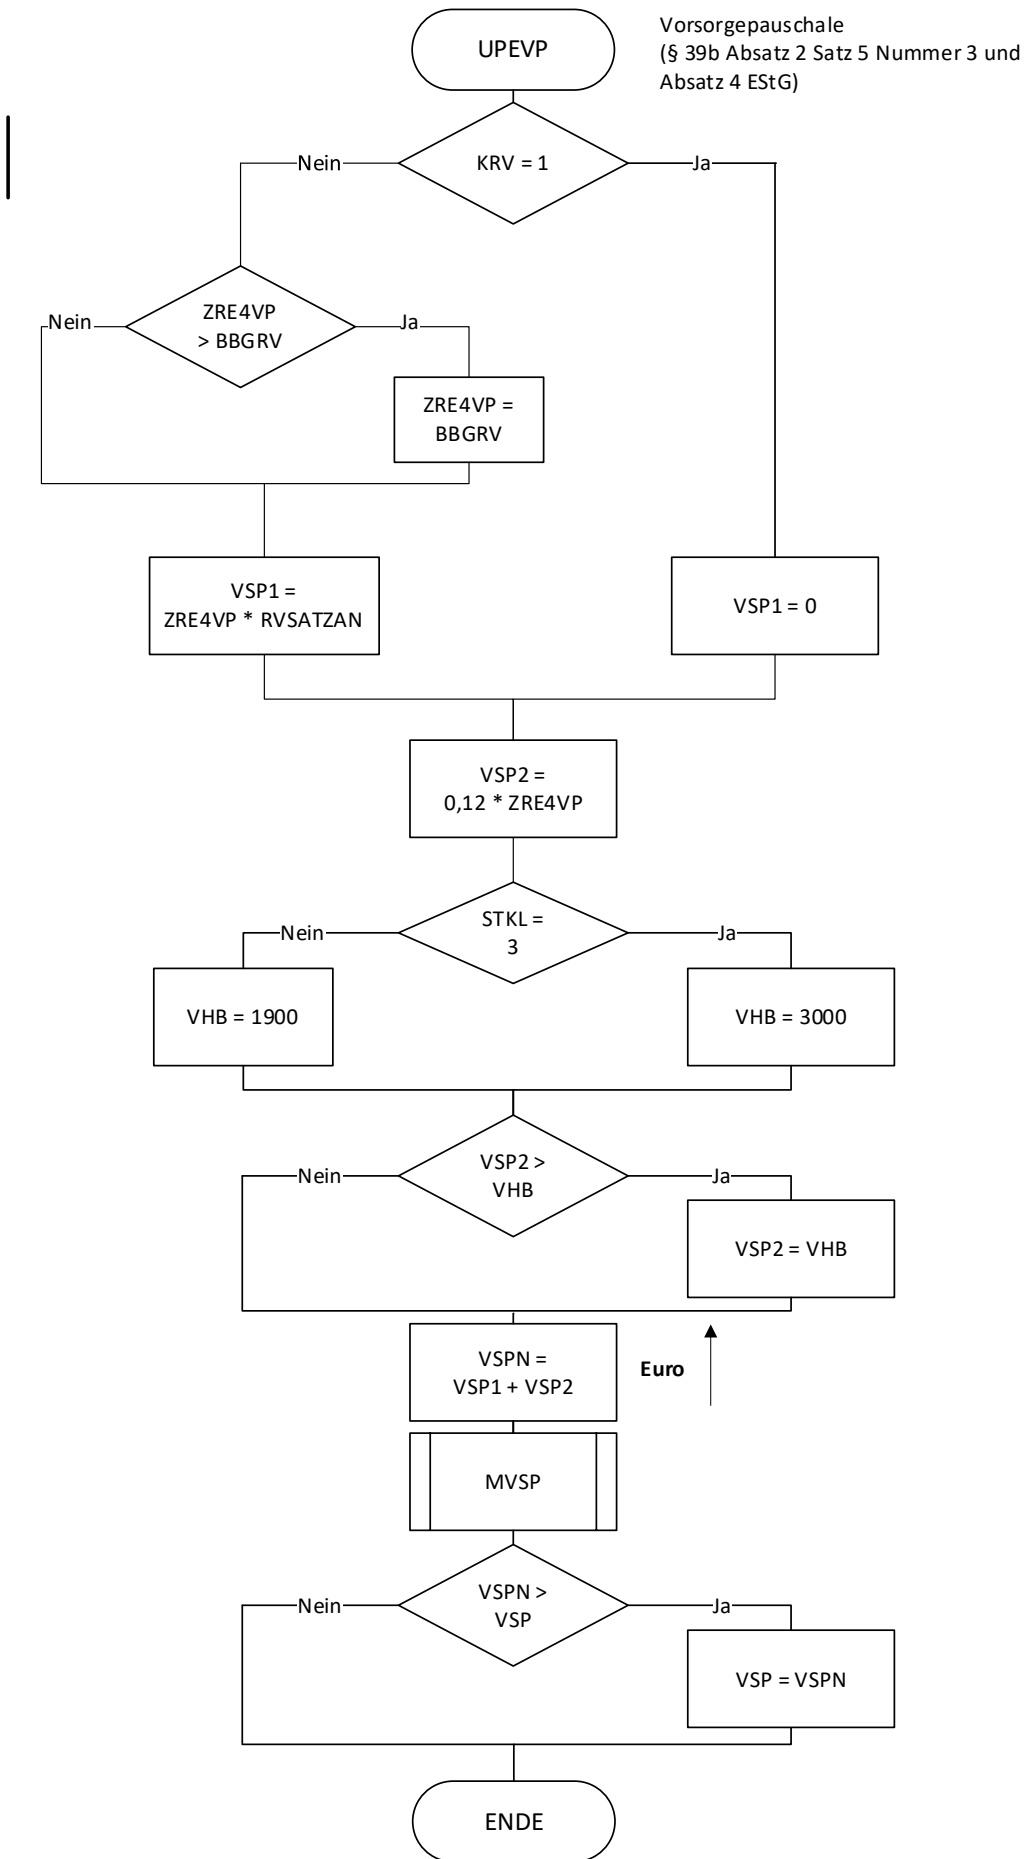 UPEVP
Vorsorgepauschale
(§ 39b Absatz 2 Satz 5 Nummer 3 und
Absatz 4 EStG)
KRV = 1
Nein
Ja
ZRE4VP
> BBGRV
Nein
Ja
ZRE4VP =
BBGRV
VSP1 =
ZRE4VP * RVSATZAN
VSP1 = 0
VSP2 =
0,12 * ZRE4VP
STKL =
3
Nein
Ja
VHB = 1900
VHB = 3000
VSP2 >
VHB
Nein
Ja
VSP2 = VHB
VSPN =
VSP1 + VSP2
Euro
MVSP
VSPN >
VSP
Nein
Ja
VSP = VSPN
ENDE